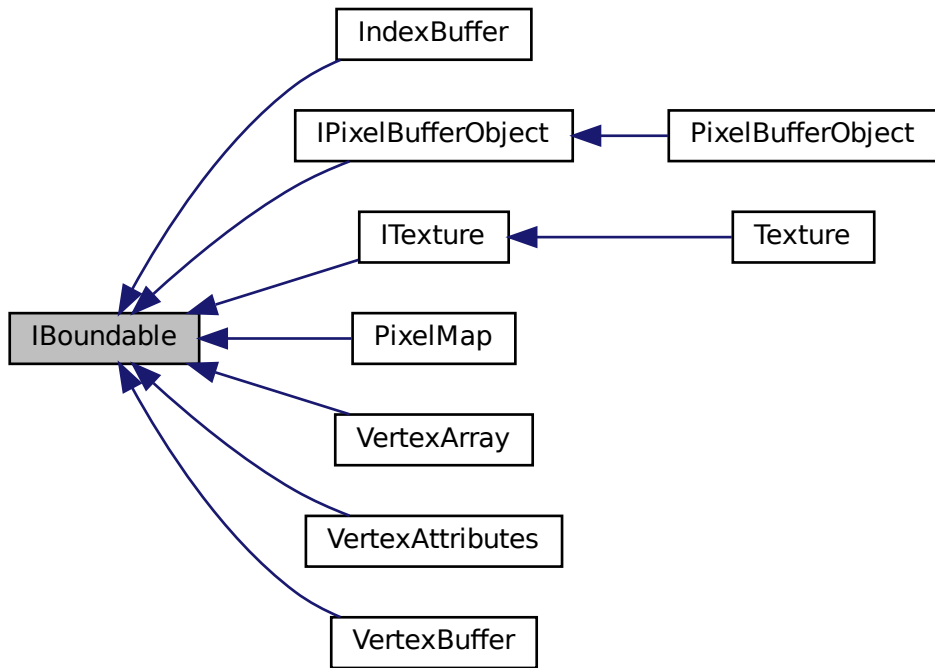 IndexBuffer
IPixelBufferObject
PixelBufferObject
ITexture
Texture
IBoundable
PixelMap
VertexArray
VertexAttributes
VertexBuffer